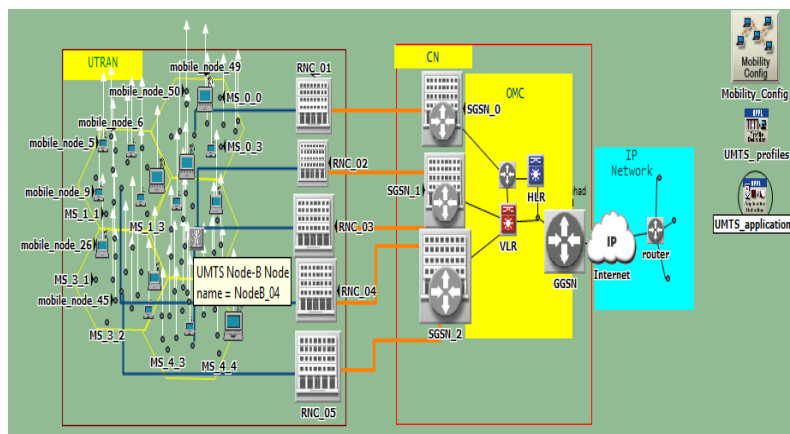 UTRAN
mobile_node_49
mobile_node_50
MS_0_0
mobile_node_6
mobile_node_5
MS_0_3
mobile_node_9
MS_1_1
MS_1_3
mobile_node_26
MS_3_1
mobile_node_45
MS_3_2
MS_4_3
MS_4_4
UMTS Node-B Node
name = NodeB_04
RNC_01
RNC_02
RNC_03
RNC_04
RNC_05
CN
OMC
SGSN_0
SGSN_1
SGSN_2
HLR
VLR
had
GGSN
IP
Network
IP
Internet
router
Mobility
Config
Mobility_Config
UMTS_profiles
UMTS_application